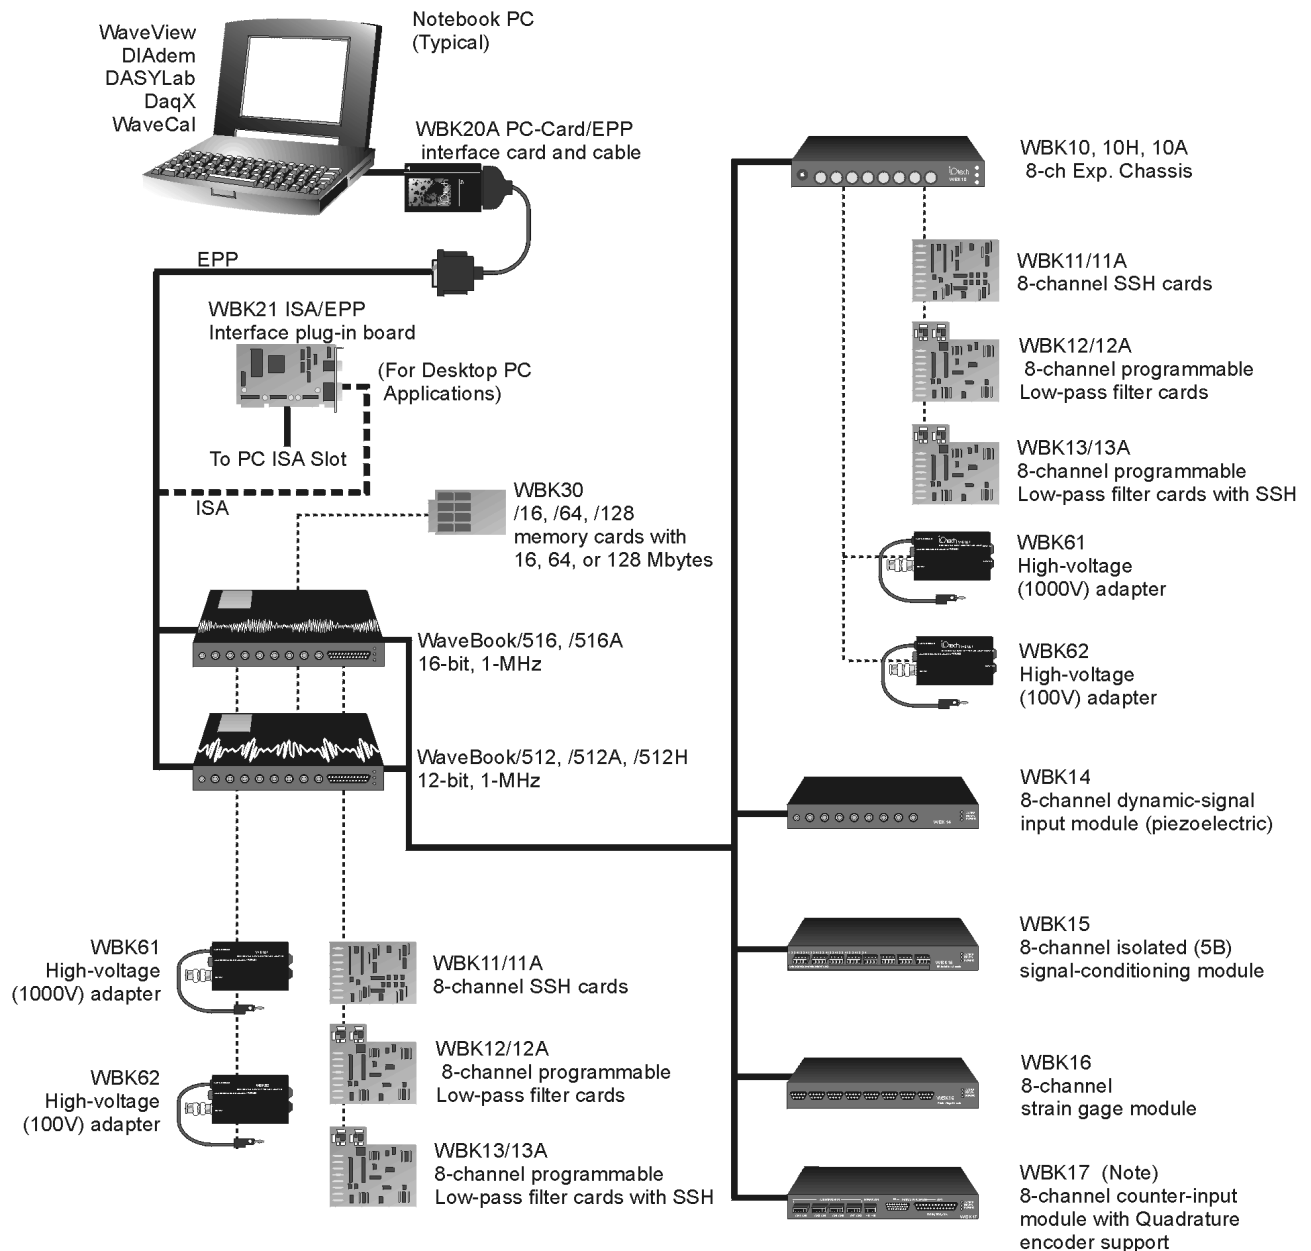 WaveView
DIAdem
DASYLab
DaqX
WaveCal
Notebook PC
(Typical)
WBK20A PC-Card/EPP
interface card and cable
EPP
WBK21 ISA/EPP
Interface plug-in board
(For Desktop PC
Applications)
To PC ISA Slot
ISA
WBK30
/16, /64, /128
memory cards with
16, 64, or 128 Mbytes
WaveBook/516, /516A
16-bit, 1-MHz
WaveBook/512, /512A, /512H
12-bit, 1-MHz
WBK61
High-voltage
(1000V) adapter
WBK62
High-voltage
(100V) adapter
WBK11/11A
8-channel SSH cards
WBK12/12A
8-channel programmable
Low-pass filter cards
WBK13/13A
8-channel programmable
Low-pass filter cards with SSH
WBK10, 10H, 10A
8-ch Exp. Chassis
WBK11/11A
8-channel SSH cards
WBK12/12A
8-channel programmable
Low-pass filter cards
WBK13/13A
8-channel programmable
Low-pass filter cards with SSH
WBK61
High-voltage
(1000V) adapter
WBK62
High-voltage
(100V) adapter
WBK14
8-channel dynamic-signal
input module (piezoelectric)
WBK 14
WBK15
8-channel isolated (5B)
signal-conditioning module
WBK16
8-channel
strain gage module
WBK16
WBK17 (Note)
8-channel counter-input
module with Quadrature
encoder support
WBK17